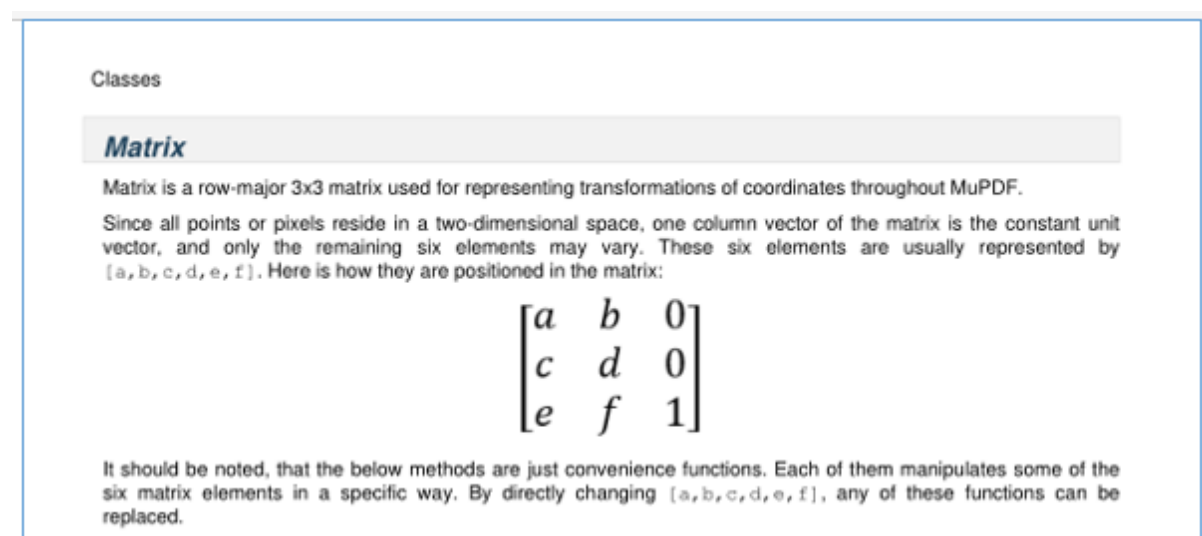 Classes
Matrix
Matrix is a row-major 3x3 matrix used for representing transformations of coordinates throughout MuPDF.
Since all points or pixels reside in a two-dimensional space, one column vector of the matrix is the constant unit
vector, and only the remaining six elements may vary. These six elements are usually represented by
[a,b,c,d,e,f]. Here is how they are positioned in the matrix:
a b 0
c d 0
e f 1
It should be noted, that the below methods are just convenience functions. Each of them manipulates some of the
six matrix elements in a specific way. By directly changing [a,b,c,d,e,f], any of these functions can be
replaced.